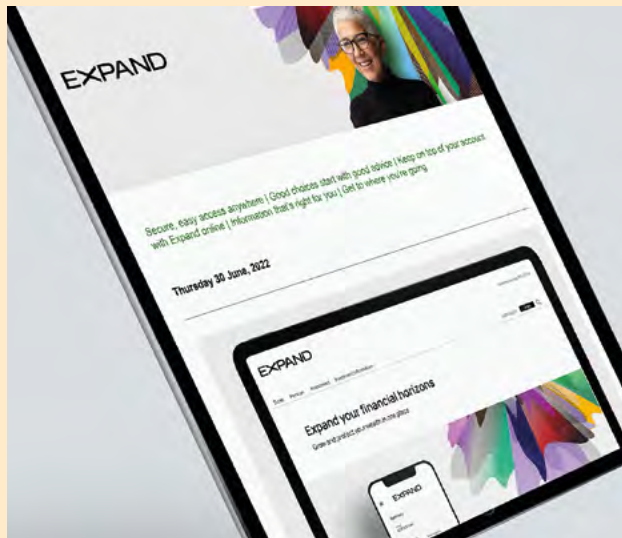 EXPAND
Secure, easy access anywhere | Good choices start with good advice | Keep on top of your account
with Expand online | Information that's right for you | Get to where you're going
Thursday 30 June, 2022
EXPAND
Expand your financial horizons
Grow and protect your wealth in one place
EXPAND